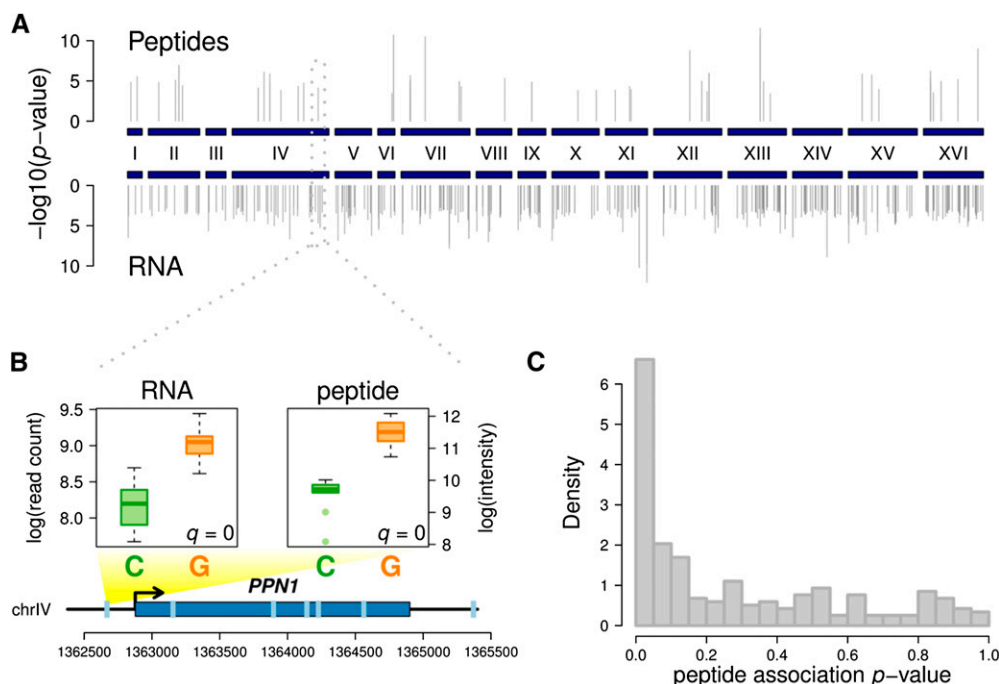 A
Peptides
10
5
0
−log10(p−value)
I II III IV V VI VII VIII IX X XI XII XIII XIV XV XVI
0
5
10
RNA
B
RNA
peptide
log(read count)
9.5
9.0
8.5
8.0
q = 0
q = 0
12
11
10
9
8
log(intensity)
C G C G
PPN1
chrIV
1362500 1363000 1363500 1364000 1364500 1365000 1365500
C
Density
6
5
4
3
2
1
0
0.0 0.2 0.4 0.6 0.8 1.0
peptide association p−value